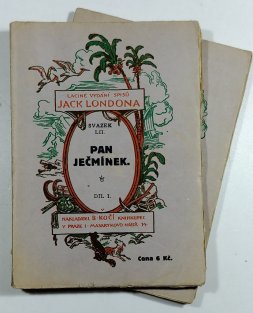 LACINÉ VYDÁNÍ SPISŮ
JACK LONDONA
SVAZEK
LII.
PAN
JEČMÍNEK.
DÍL I.
NAKLADATEL B. KOČÍ KNIHKUPEC
V PRAZE I - MASARYKOVO NÁBŘ. 14.
Cena 6 Kč.